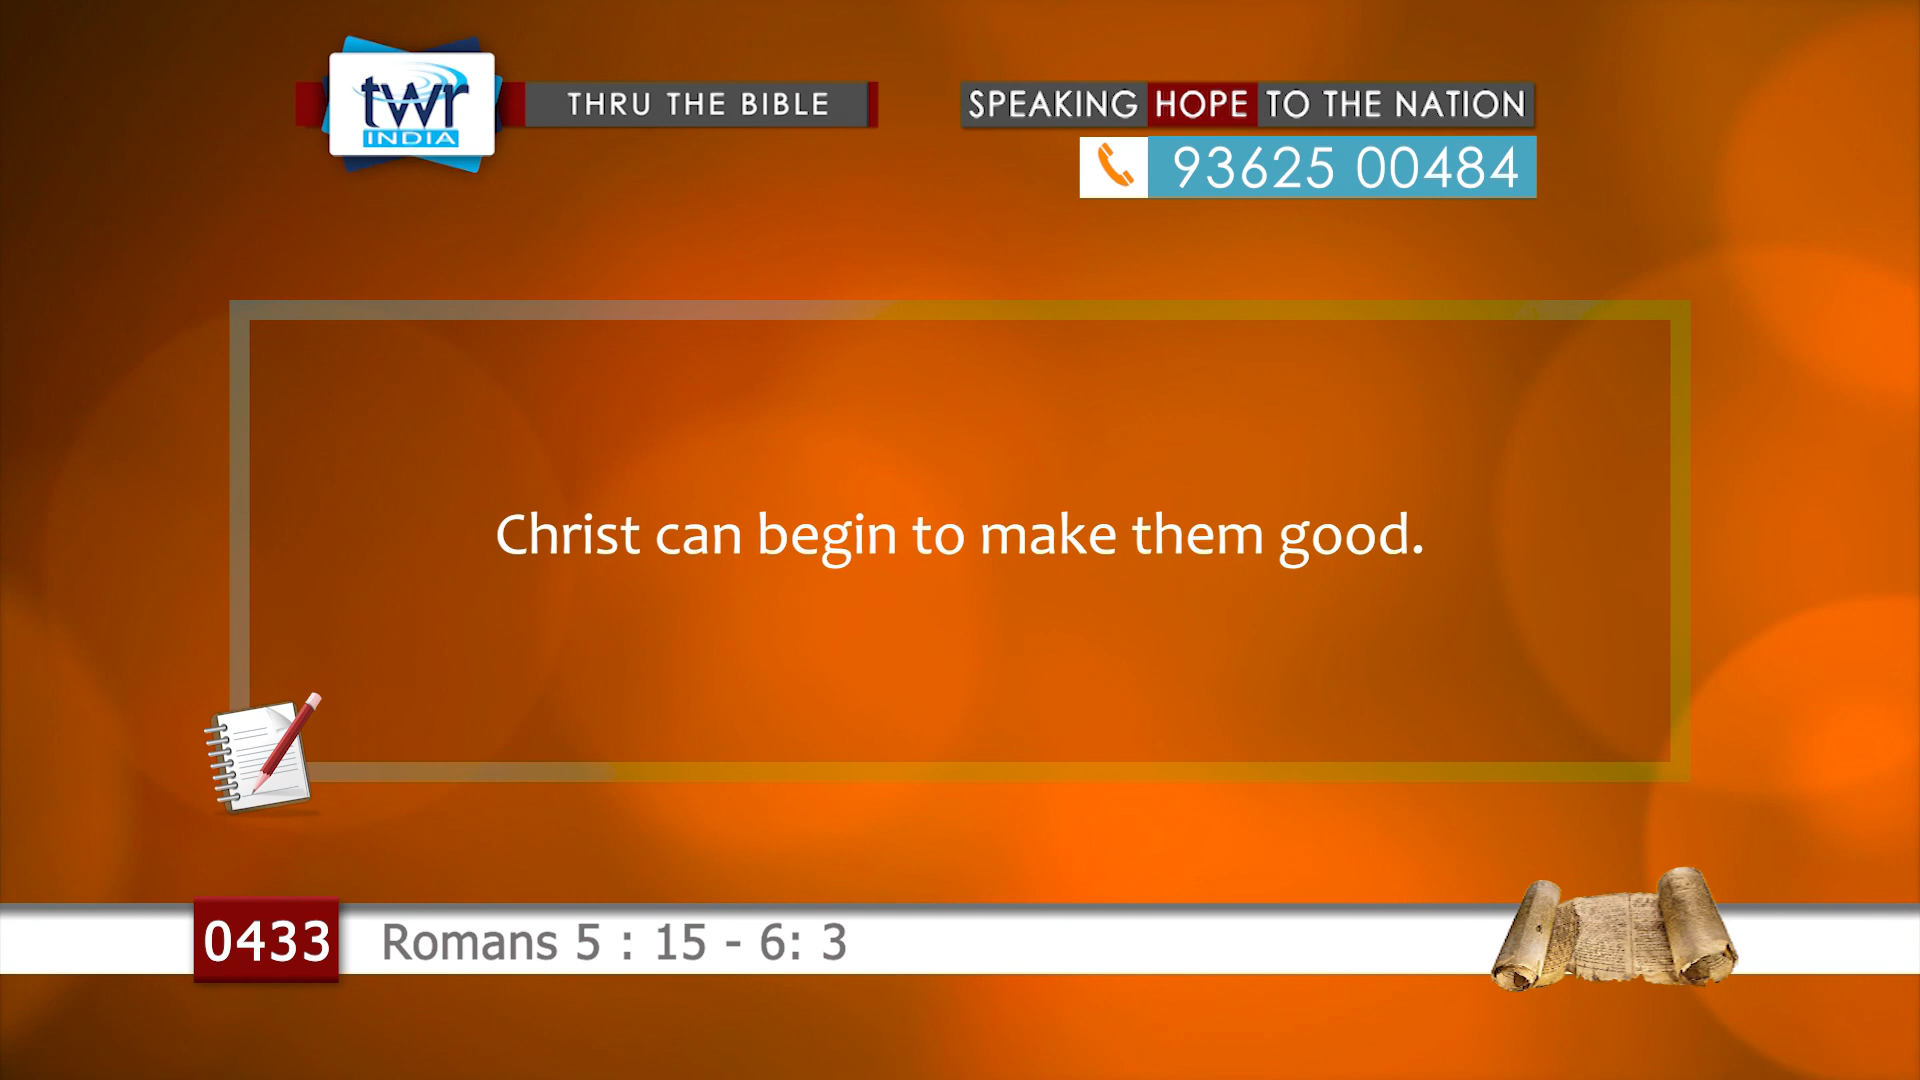 twr
INDIA
THRU THE BIBLE
SPEAKING HOPE TO THE NATION
93625 00484
Christ can begin to make them good.
0433
Romans 5 : 15 - 6: 3